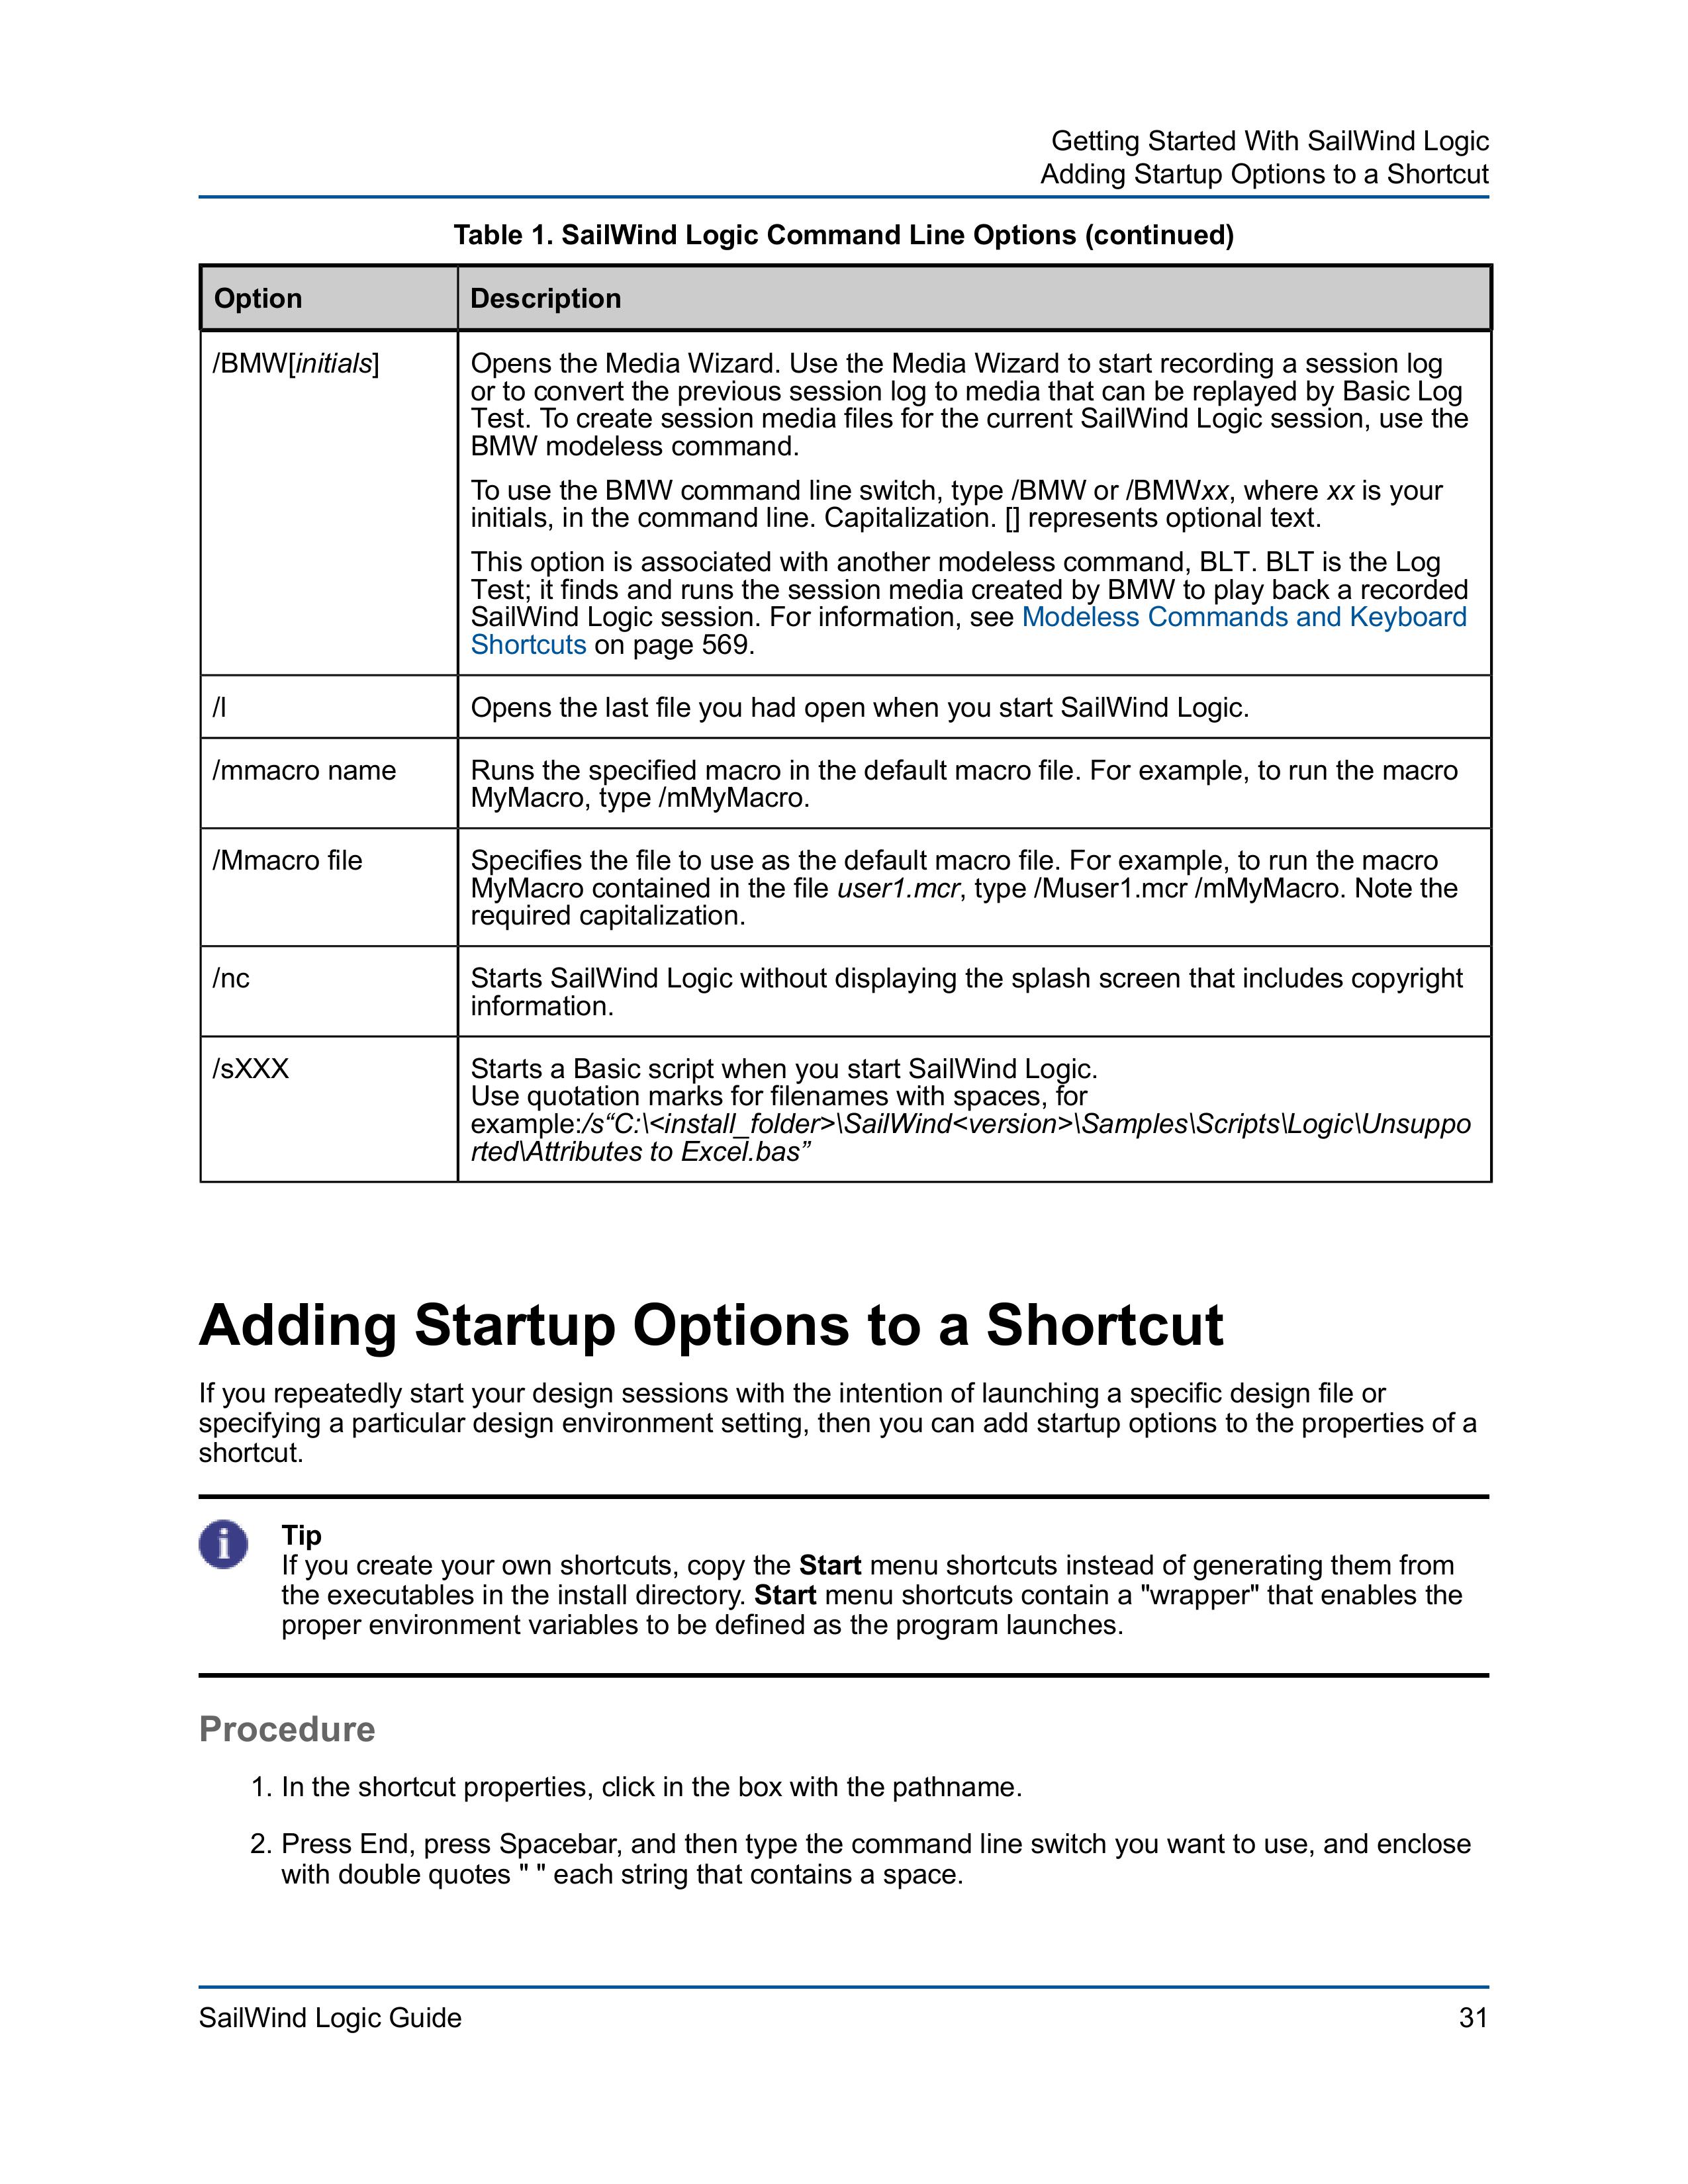 Getting Started With SailWind Logic
Adding Startup Options to a Shortcut
Table 1. SailWind Logic Command Line Options (continued)
Option
Description
/BMW[initials]
Opens the Media Wizard. Use the Media Wizard to start recording a session log
or to convert the previous session log to media that can be replayed by Basic Log
Test. To create session media files for the current SailWind Logic session, use the
BMW modeless command.
To use the BMW command line switch, type /BMW or /BMWxx, where xx is your
initials, in the command line. Capitalization. [] represents optional text.
This option is associated with another modeless command, BLT. BLT is the Log
Test; it finds and runs the session media created by BMW to play back a recorded
SailWind Logic session. For information, see Modeless Commands and Keyboard
Shortcuts on page 569.
/l
Opens the last file you had open when you start SailWind Logic.
/mmacro name
Runs the specified macro in the default macro file. For example, to run the macro
MyMacro, type /mMyMacro.
/Mmacro file
Specifies the file to use as the default macro file. For example, to run the macro
MyMacro contained in the file user1.mcr, type /Muser1.mcr /mMyMacro. Note the
required capitalization.
/nc
Starts SailWind Logic without displaying the splash screen that includes copyright
information.
/sXXX
Starts a Basic script when you start SailWind Logic.
Use quotation marks for filenames with spaces, for
example:/s“C:\<install_folder>\SailWind<version>\Samples\Scripts\Logic\Unsuppo
rted\Attributes to Excel.bas”
Adding Startup Options to a Shortcut
If you repeatedly start your design sessions with the intention of launching a specific design file or
specifying a particular design environment setting, then you can add startup options to the properties of a
shortcut.
Tip
If you create your own shortcuts, copy the Start menu shortcuts instead of generating them from
the executables in the install directory. Start menu shortcuts contain a "wrapper" that enables the
proper environment variables to be defined as the program launches.
Procedure
1. In the shortcut properties, click in the box with the pathname.
2. Press End, press Spacebar, and then type the command line switch you want to use, and enclose
with double quotes " " each string that contains a space.
SailWind Logic Guide
31